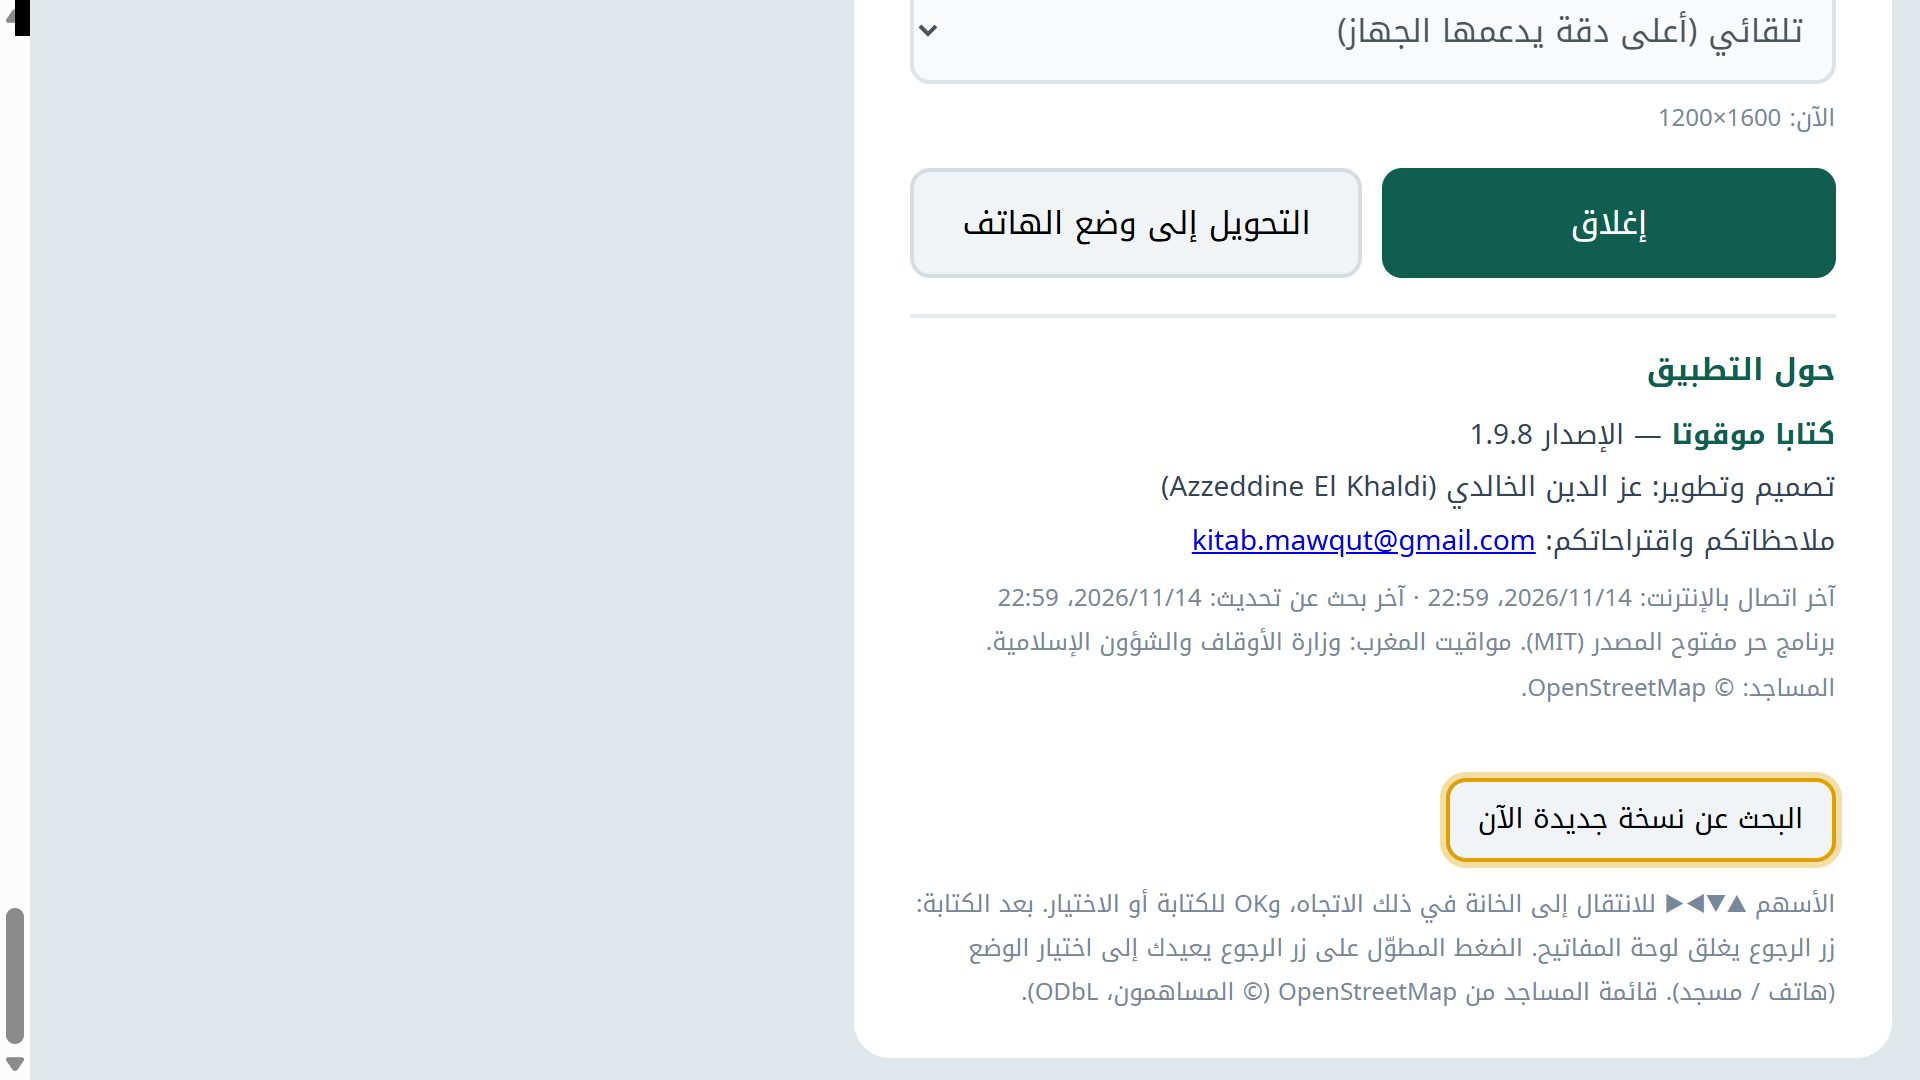 تلقائي (أعلى دقة يدعمها الجهاز)
الآن: 1600×1200
إغلاق
التحويل إلى وضع الهاتف
حول التطبيق
كتابا موقوتا — الإصدار 1.9.8
تصميم وتطوير: عز الدين الخالدي (Azzeddine El Khaldi)
ملاحظاتكم واقتراحاتكم: kitab.mawqut@gmail.com
آخر اتصال بالإنترنت: 2026/11/14، 22:59 · آخر بحث عن تحديث: 2026/11/14، 22:59
برنامج حر مفتوح المصدر (MIT). مواقيت المغرب: وزارة الأوقاف والشؤون الإسلامية.
المساجد: © OpenStreetMap.
البحث عن نسخة جديدة الآن
الأسهم ▲▼◀▶ للانتقال إلى الخانة في ذلك الاتجاه، وOK للكتابة أو الاختيار. بعد الكتابة:
زر الرجوع يغلق لوحة المفاتيح. الضغط المطوّل على زر الرجوع يعيدك إلى اختيار الوضع
(هاتف / مسجد). قائمة المساجد من OpenStreetMap (© المساهمون، ODbL).